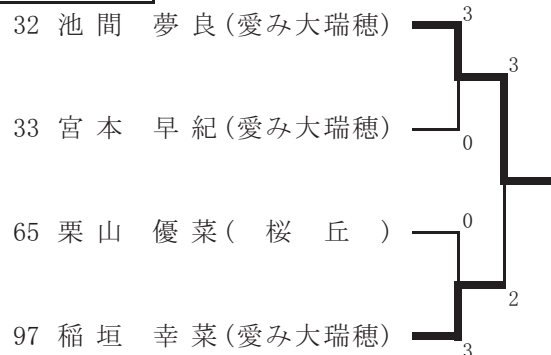 32 池間 夢良(愛み大瑞穂)
3
3
33 宮本 早紀(愛み大瑞穂)
0
65 栗山 優菜( 桜 丘 )
0
2
97 稲垣 幸菜(愛み大瑞穂)
3